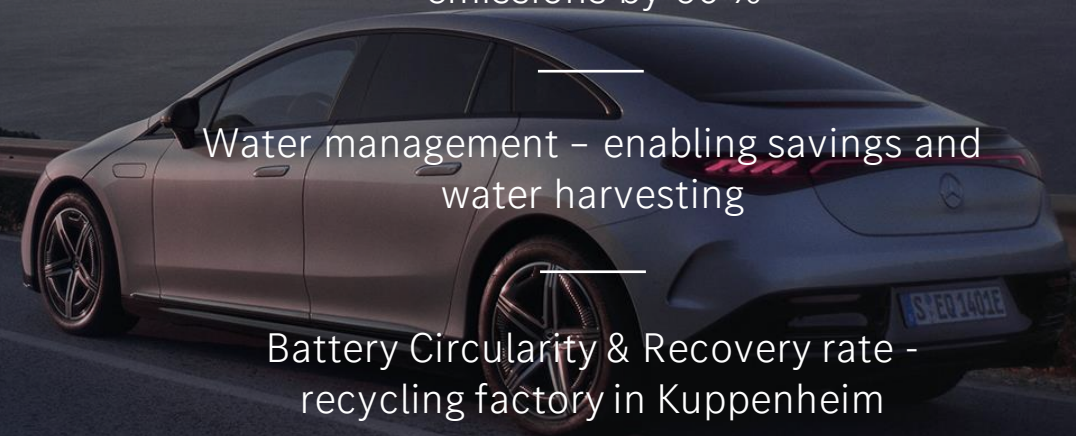 Water management – enabling savings and
water harvesting
S EQ 1401E
Battery Circularity & Recovery rate -
recycling factory in Kuppenheim